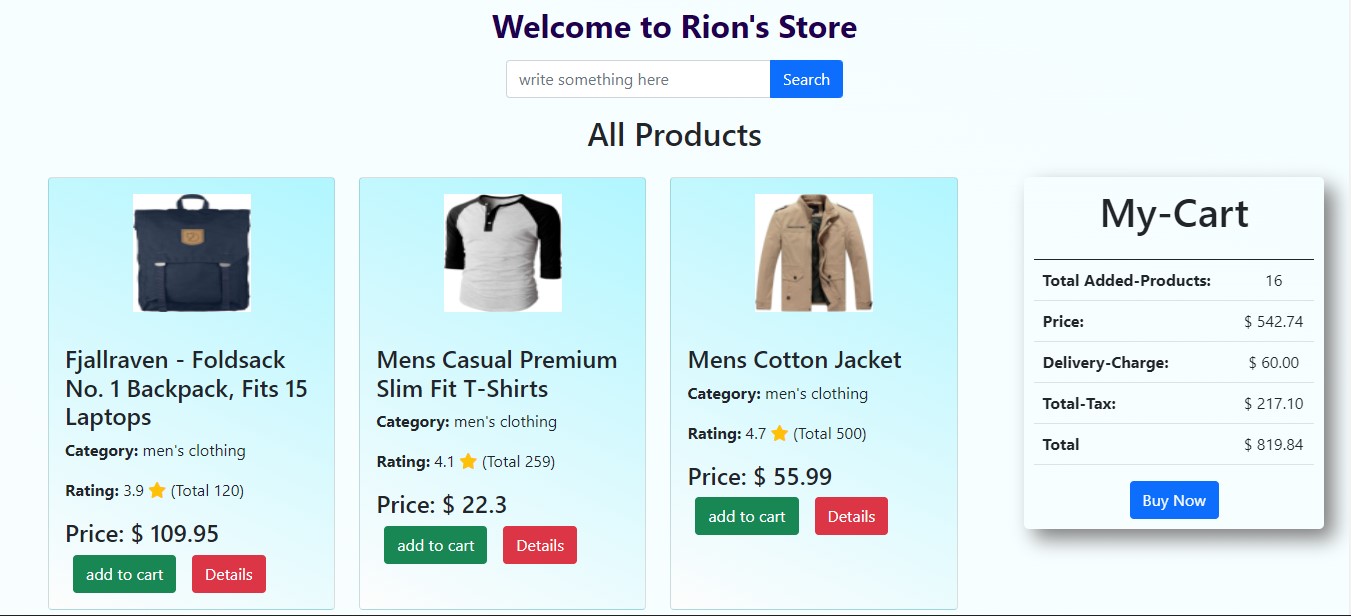 Welcome to Rion's Store
write something here
Search
All Products
Fjallraven - Foldsack
No. 1 Backpack, Fits 15
Laptops
Category: men's clothing
Rating: 3.9 ⭐ (Total 120)
Price: $ 109.95
add to cart
Details
Mens Casual Premium
Slim Fit T-Shirts
Category: men's clothing
Rating: 4.1 ⭐ (Total 259)
Price: $ 22.3
add to cart
Details
Mens Cotton Jacket
Category: men's clothing
Rating: 4.7 ⭐ (Total 500)
Price: $ 55.99
add to cart
Details
My-Cart
Total Added-Products: 16
Price: $ 542.74
Delivery-Charge: $ 60.00
Total-Tax: $ 217.10
Total $ 819.84
Buy Now